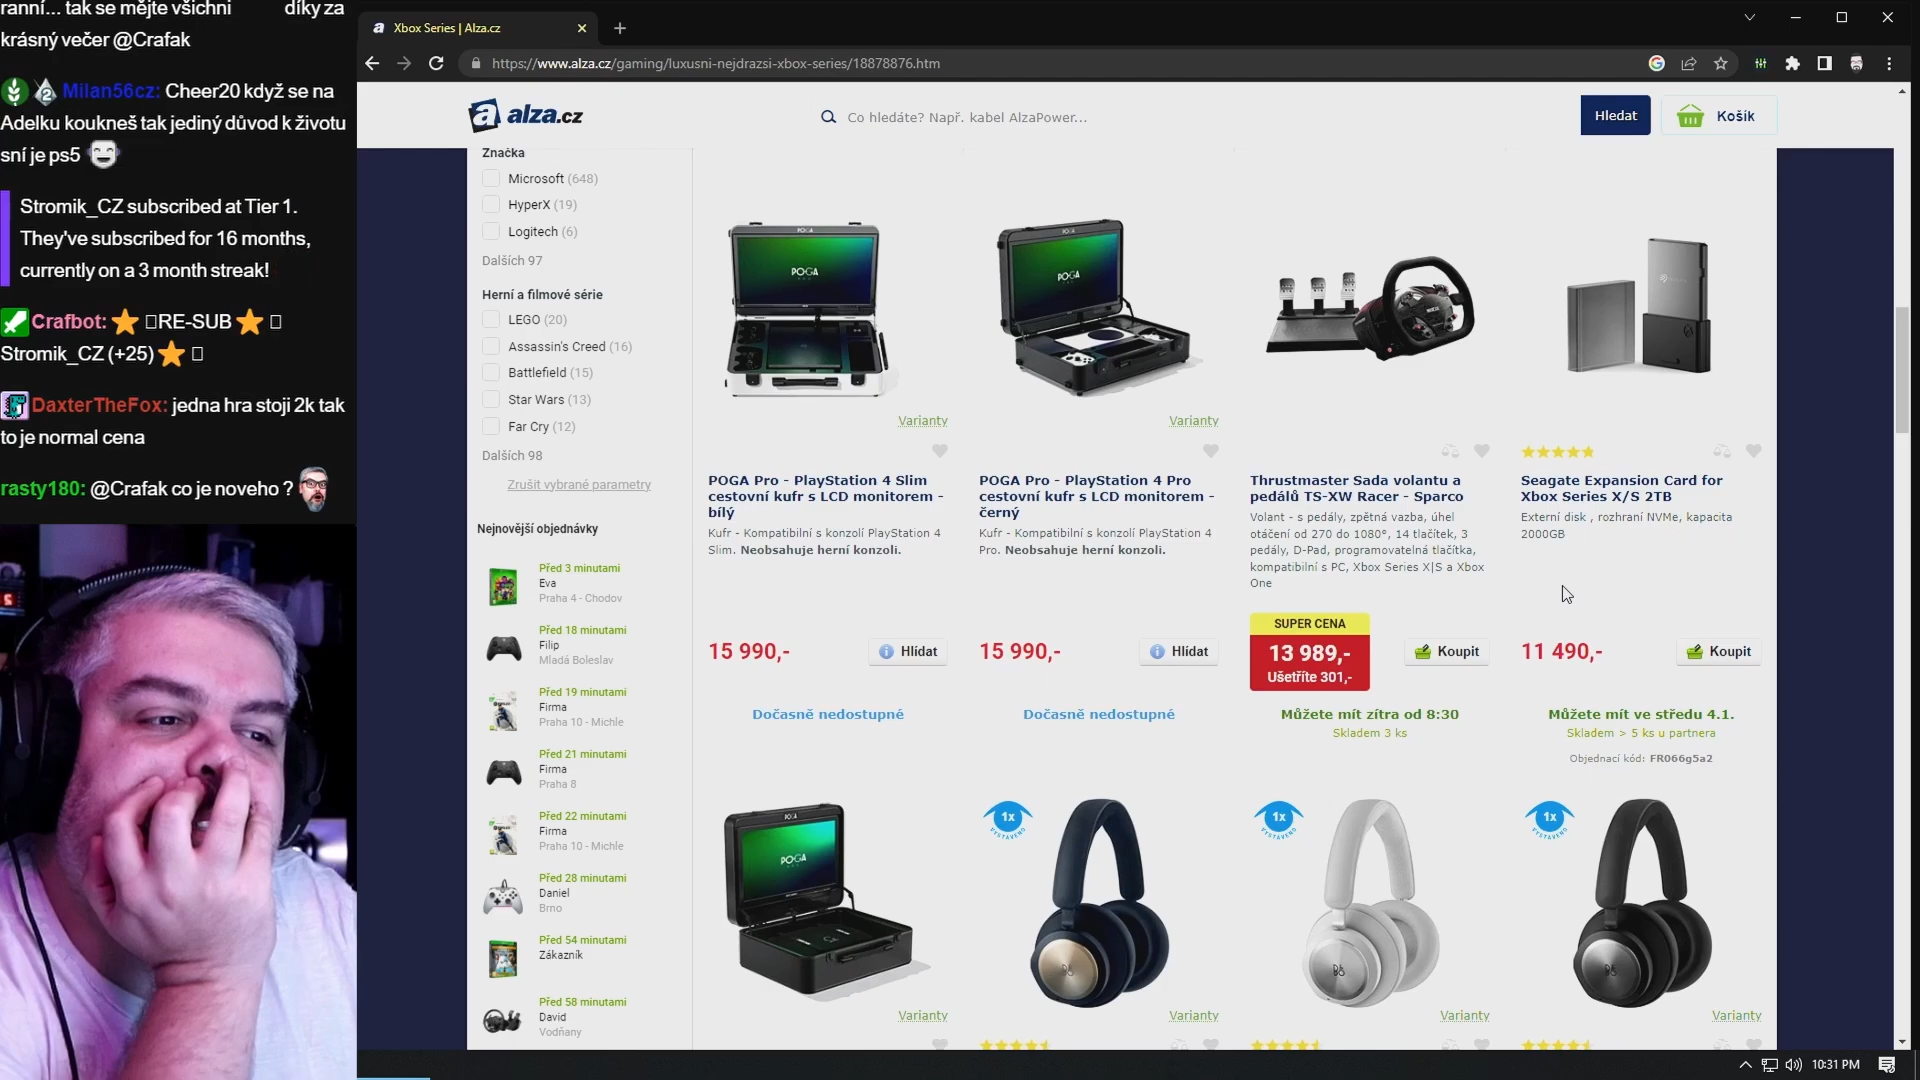 ranní... tak se mějte všichni díky za
krásný večer @Crafak
Milan56cz: Cheer20 když se na
Adelku koukneš tak jediný důvod k životu
sní je ps5
Stromik_CZ subscribed at Tier 1.
They've subscribed for 16 months,
currently on a 3 month streak!
Crafbot: RE-SUB
Stromik_CZ (+25)
DaxterTheFox: jedna hra stoji 2k tak
to je normal cena
rasty180: @Crafak co je noveho ?
Xbox Series | Alza.cz
https://www.alza.cz/gaming/luxusni-nejdrazsi-xbox-series/18878876.htm
alza.cz
Co hledáte? Např. kabel AlzaPower...
Hledat
Košík
Značka
Microsoft (648)
HyperX (19)
Logitech (6)
Dalších 97
Herní a filmové série
LEGO (20)
Assassin's Creed (16)
Battlefield (15)
Star Wars (13)
Far Cry (12)
Dalších 98
Zrušit vybrané parametry
Nejnovější objednávky
Před 3 minutami
Eva
Praha 4 - Chodov
Před 18 minutami
Filip
Mladá Boleslav
Před 19 minutami
Firma
Praha 10 - Michle
Před 21 minutami
Firma
Praha 8
Před 22 minutami
Firma
Praha 10 - Michle
Před 28 minutami
Daniel
Brno
Před 54 minutami
Zákazník
Před 58 minutami
David
Vodňany
POGA
Varianty
POGA Pro - PlayStation 4 Slim
cestovní kufr s LCD monitorem -
bílý
Kufr - Kompatibilní s konzolí PlayStation 4
Slim. Neobsahuje herní konzoli.
15 990,-
Hlídat
Dočasně nedostupné
POGA
Varianty
POGA Pro - PlayStation 4 Pro
cestovní kufr s LCD monitorem -
černý
Kufr - Kompatibilní s konzolí PlayStation 4
Pro. Neobsahuje herní konzoli.
15 990,-
Hlídat
Dočasně nedostupné
Thrustmaster Sada volantu a
pedálů TS-XW Racer - Sparco
Volant - s pedály, zpětná vazba, úhel
otáčení od 270 do 1080°, 14 tlačítek, 3
pedály, D-Pad, programovatelná tlačítka,
kompatibilní s PC, Xbox Series X|S a Xbox
One
SUPER CENA
13 989,-
Ušetříte 301,-
Koupit
Můžete mít zítra od 8:30
Skladem 3 ks
Seagate Expansion Card for
Xbox Series X/S 2TB
Externí disk , rozhraní NVMe, kapacita
2000GB
11 490,-
Koupit
Můžete mít ve středu 4.1.
Skladem > 5 ks u partnera
Objednací kód: FR066g5a2
POGA
Varianty
1x
VYSTAVENO
Varianty
1x
VYSTAVENO
Varianty
1x
VYSTAVENO
Varianty
10:31 PM